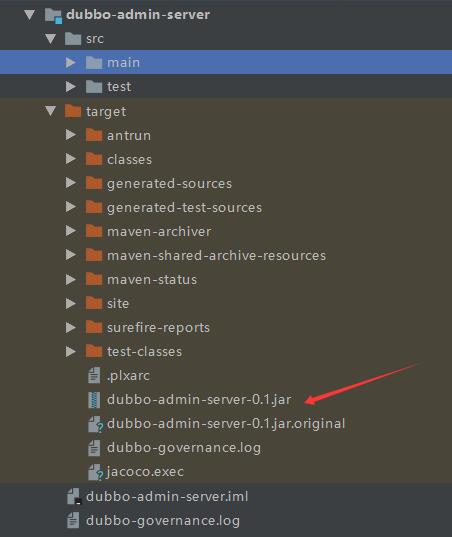 dubbo-admin-server
src
main
test
target
antrun
classes
generated-sources
generated-test-sources
maven-archiver
maven-shared-archive-resources
maven-status
site
surefire-reports
test-classes
.plxarc
dubbo-admin-server-0.1.jar
dubbo-admin-server-0.1.jar.original
dubbo-governance.log
jacoco.exec
dubbo-admin-server.iml
dubbo-governance.log